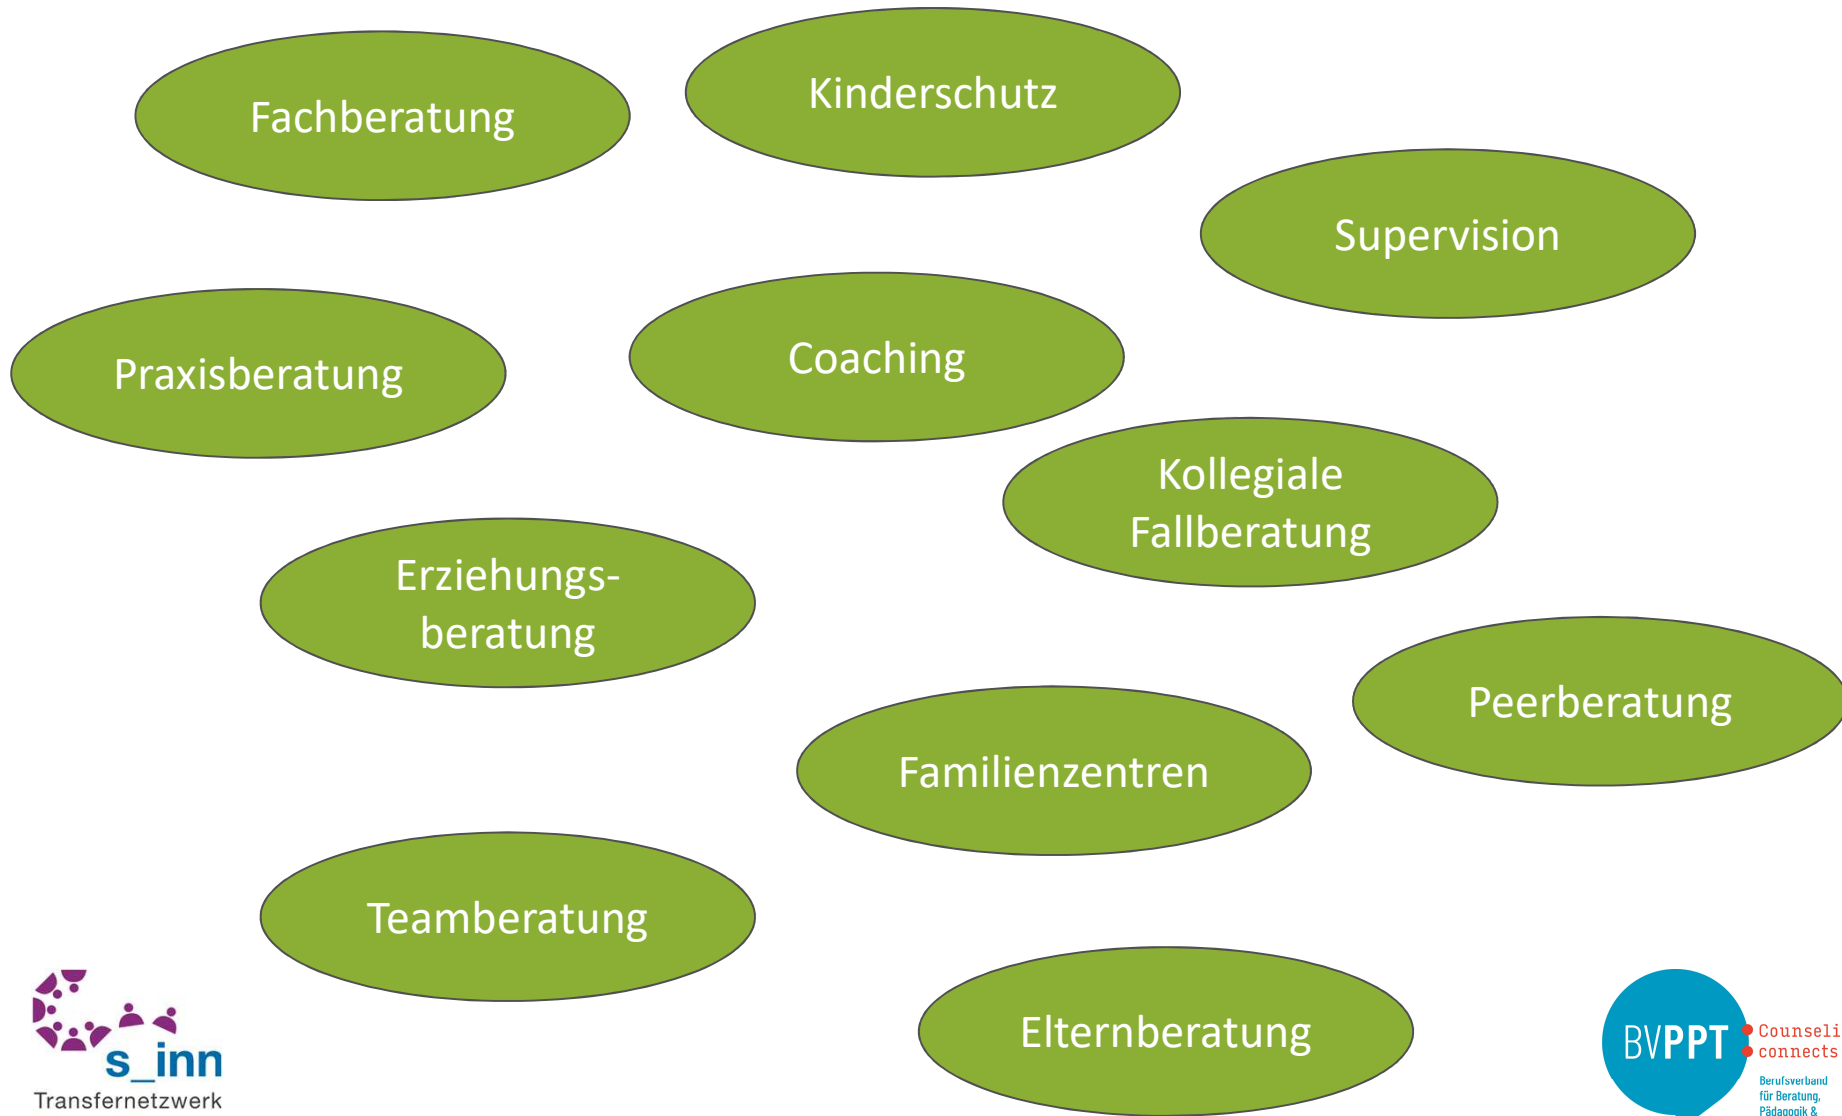 Fachberatung
Kinderschutz
Supervision
Praxisberatung
Coaching
Kollegiale
Fallberatung
Erziehungs-
beratung
Peerberatung
Familienzentren
Teamberatung
Elternberatung
s_inn
Transfernetzwerk
BVPPT
Counseli
connects
Berufsverband
für Beratung,
Pädagogik &